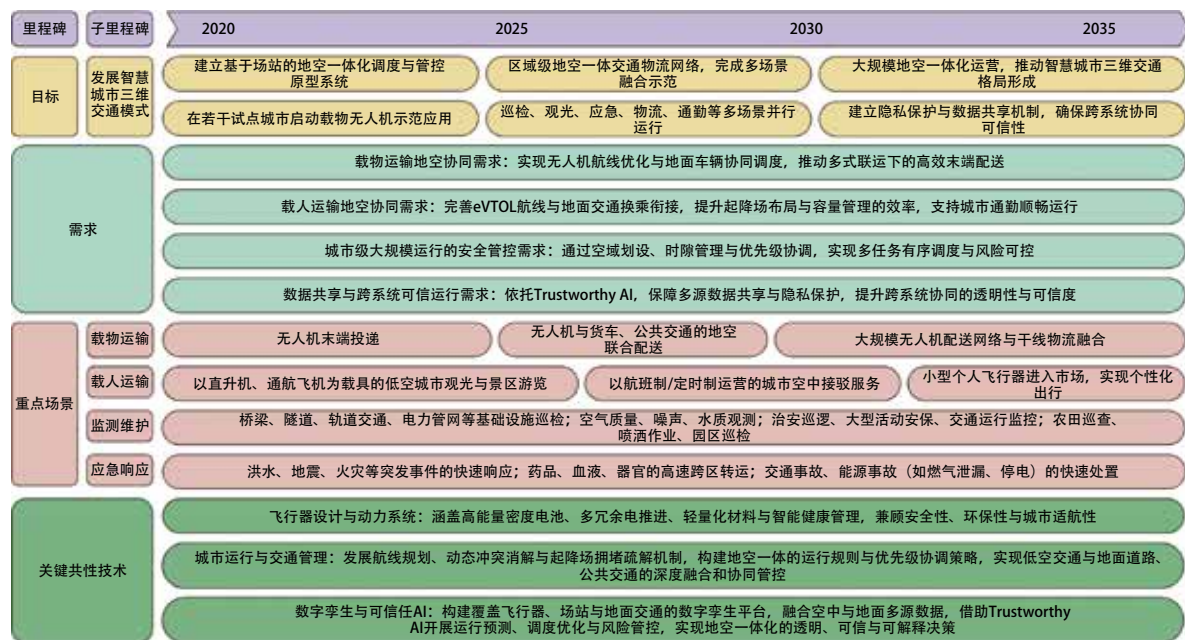 里程碑
子里程碑
2020
2025
2030
2035
目标
发展智慧
城市三维
交通模式
建立基于场站的地空一体化调度与管控
原型系统
区域级地空一体交通物流网络，完成多场景
融合示范
大规模地空一体化运营，推动智慧城市三维交通
格局形成
在若干试点城市启动载物无人机示范应用
巡检、观光、应急、物流、通勤等多场景并行
运行
建立隐私保护与数据共享机制，确保跨系统协同
可信性
需求
载物运输地空协同需求：实现无人机航线优化与地面车辆协同调度，推动多式联运下的高效末端配送
载人运输地空协同需求：完善eVTOL航线与地面交通换乘衔接，提升起降场布局与容量管理的效率，支持城市通勤顺畅运行
城市级大规模运行的安全管控需求：通过空域划设、时隙管理与优先级协调，实现多任务有序调度与风险可控
数据共享与跨系统可信运行需求：依托Trustworthy AI，保障多源数据共享与隐私保护，提升跨系统协同的透明性与可信度
重点场景
载物运输
无人机末端投递
无人机与货车、公共交通的地空
联合配送
大规模无人机配送网络与干线物流融合
载人运输
以直升机、通航飞机为载具的低空城市观光与景区游览
以航班制/定时制运营的城市空中接驳服务
小型个人飞行器进入市场，实现个性化
出行
监测维护
桥梁、隧道、轨道交通、电力管网等基础设施巡检；空气质量、噪声、水质观测；治安巡逻、大型活动安保、交通运行监控；农田巡查、
喷洒作业、园区巡检
应急响应
洪水、地震、火灾等突发事件的快速响应；药品、血液、器官的高速跨区转运；交通事故、能源事故（如燃气泄漏、停电）的快速处置
关键共性技术
飞行器设计与动力系统：涵盖高能量密度电池、多冗余电推进、轻量化材料与智能健康管理，兼顾安全性、环保性与城市适航性
城市运行与交通管理：发展航线规划、动态冲突消解与起降场拥堵疏解机制，构建地空一体的运行规则与优先级协调策略，实现低空交通与地面道路、
公共交通的深度融合和协同管控
数字孪生与可信任AI：构建覆盖飞行器、场站与地面交通的数字孪生平台，融合空中与地面多源数据，借助Trustworthy
AI开展运行预测、调度优化与风险管控，实现地空一体化的透明、可信与可解释决策